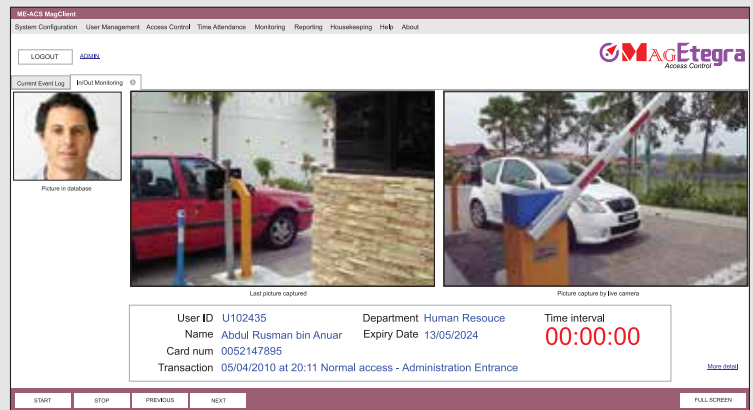 ME-ACS MagClient
System Configuration User Management Access Control Time Attendance Monitoring Reporting Housekeeping Help About
LOGOUT ADMIN
MAGEtegra
Access Control
Current Event Log In/Out Monitoring
Picture in database
Last picture captured
Picture capture by live camera
User ID U102435 Department Human Resouce Time interval
Name Abdul Rusman bin Anuar Expiry Date 13/05/2024 00:00:00
Card num 0052147895
Transaction 05/04/2010 at 20:11 Normal access - Administration Entrance
More detail
START STOP PREVIOUS NEXT FULL SCREEN